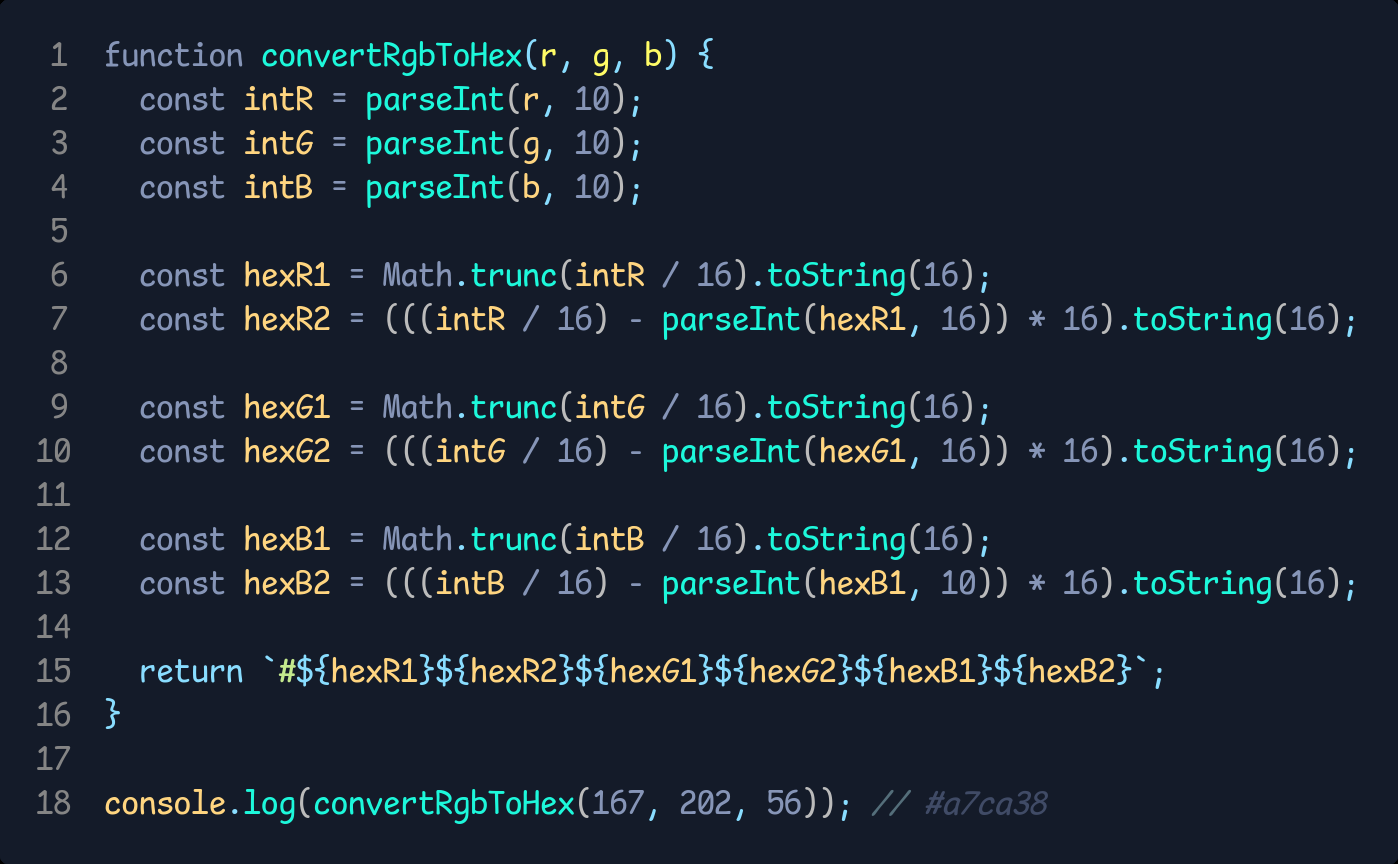 1 function convertRgbToHex(r, g, b) {
2   const intR = parseInt(r, 10);
3   const intG = parseInt(g, 10);
4   const intB = parseInt(b, 10);
5
6   const hexR1 = Math.trunc(intR / 16).toString(16);
7   const hexR2 = (((intR / 16) - parseInt(hexR1, 16)) * 16).toString(16);
8
9   const hexG1 = Math.trunc(intG / 16).toString(16);
10   const hexG2 = (((intG / 16) - parseInt(hexG1, 16)) * 16).toString(16);
11
12   const hexB1 = Math.trunc(intB / 16).toString(16);
13   const hexB2 = (((intB / 16) - parseInt(hexB1, 10)) * 16).toString(16);
14
15   return `#${hexR1}${hexR2}${hexG1}${hexG2}${hexB1}${hexB2}`;
16 }
17
18 console.log(convertRgbToHex(167, 202, 56)); // #a7ca38